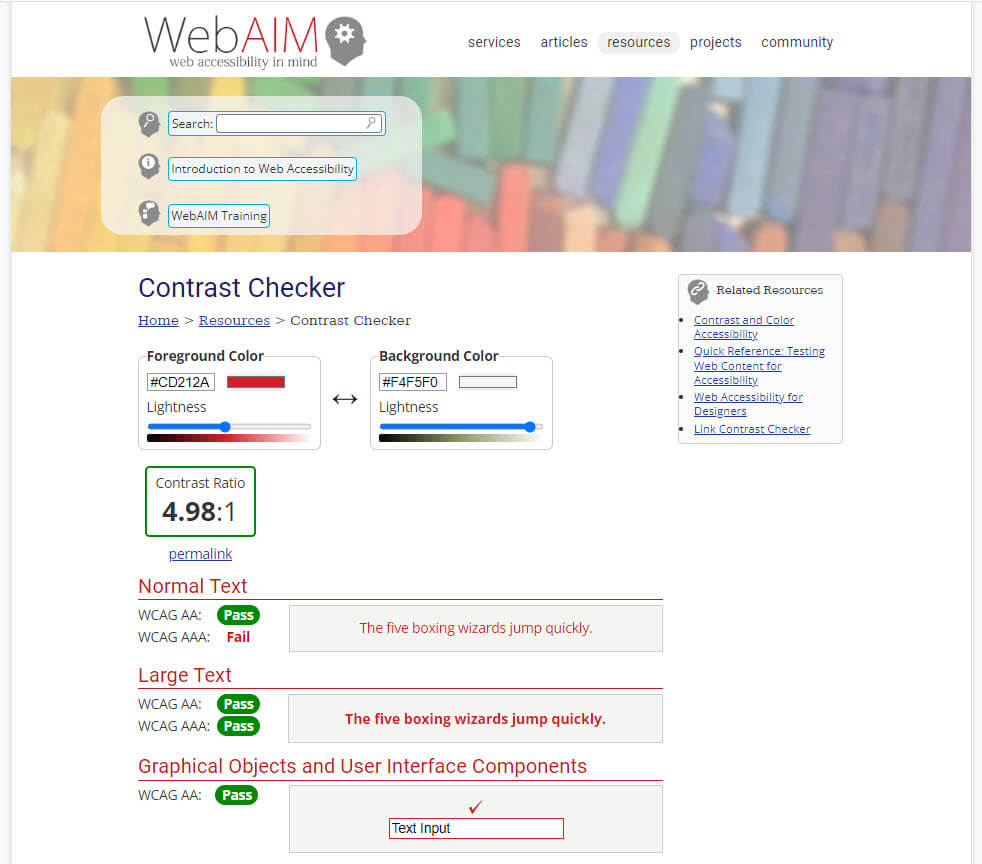 WebAIM
web accessibility in mind
services articles resources projects community
Search:
Introduction to Web Accessibility
WebAIM Training
Contrast Checker
Home > Resources > Contrast Checker
Foreground Color
#CD212A
Lightness
Background Color
#F4F5F0
Lightness
Contrast Ratio
4.98:1
permalink
Normal Text
WCAG AA: Pass
WCAG AAA: Fail
The five boxing wizards jump quickly.
Large Text
WCAG AA: Pass
WCAG AAA: Pass
The five boxing wizards jump quickly.
Graphical Objects and User Interface Components
WCAG AA: Pass
Text Input
Related Resources
Contrast and Color
Accessibility
Quick Reference: Testing
Web Content for
Accessibility
Web Accessibility for
Designers
Link Contrast Checker